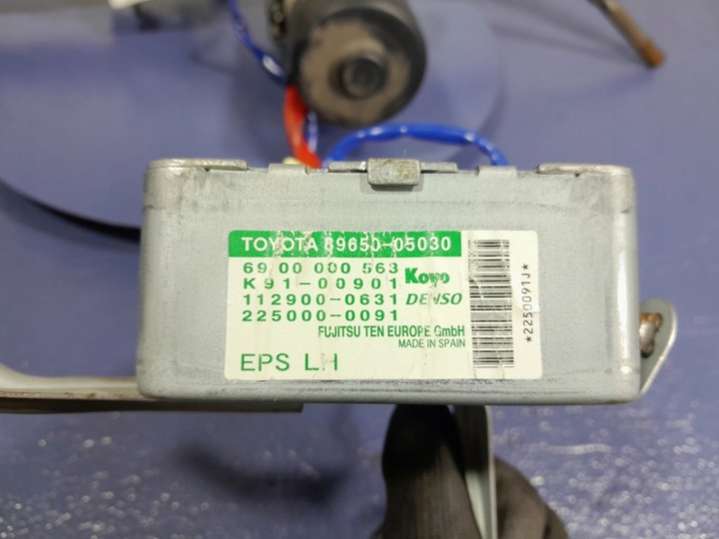 TOYOTA 89650-05030
69 00 000 563 Koyo
K91-00901
112900-0631 DENSO
225000-0091
FUJITSU TEN EUROPE GmbH
MADE IN SPAIN
EPS LH
*2250091J*